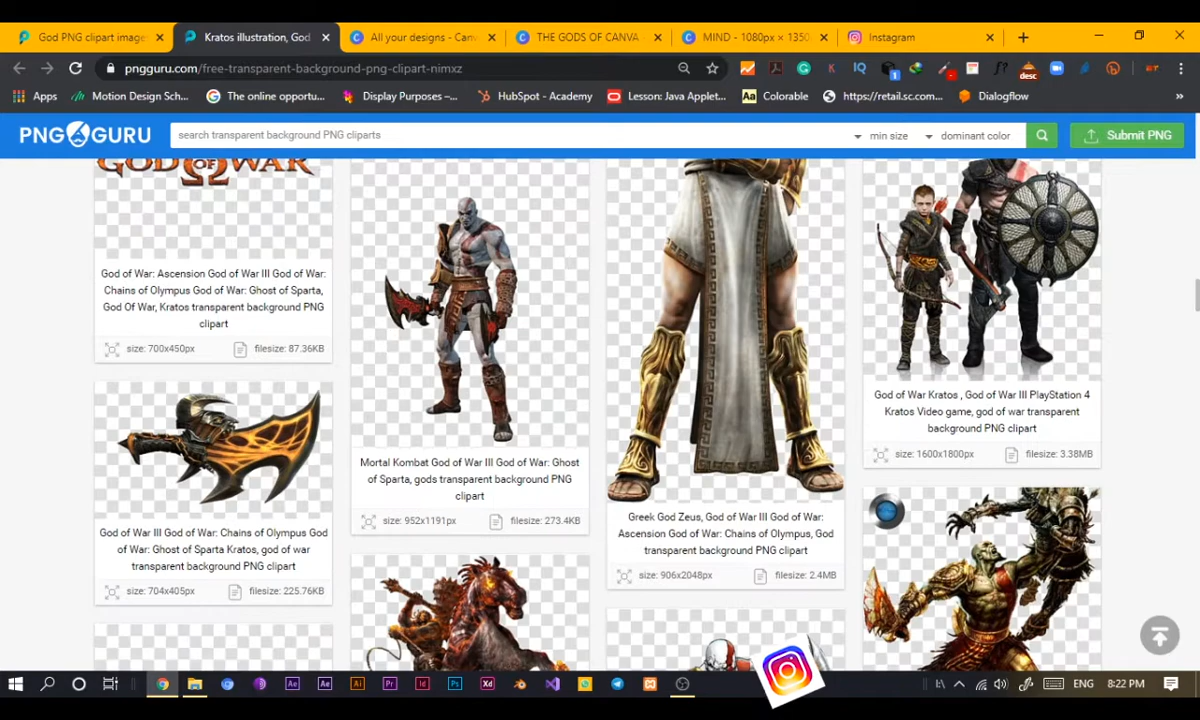 God PNG clipart image
Kratos illustration, God
All your designs - Canv
THE GODS OF CANVA
MIND - 1080px × 1350
Instagram
pngguru.com/free-transparent-background-png-clipart-nimxz
Apps
Motion Design Sch...
The online opportu...
Display Purposes –...
HubSpot - Academy
Lesson: Java Applet...
Aa Colorable
https://retail.sc.com...
Dialogflow
»
PNG GURU
search transparent background PNG cliparts
min size
dominant color
Submit PNG
GOD OF WAR
God of War: Ascension God of War III God of War:
Chains of Olympus God of War: Ghost of Sparta,
God Of War, Kratos transparent background PNG
clipart
size: 700x450px
filesize: 87.36KB
God of War III God of War: Chains of Olympus God
of War: Ghost of Sparta Kratos, god of war
transparent background PNG clipart
size: 704x405px
filesize: 225.76KB
Mortal Kombat God of War III God of War: Ghost
of Sparta, gods transparent background PNG
clipart
size: 952x1191px
filesize: 273.4KB
Greek God Zeus, God of War III God of War:
Ascension God of War: Chains of Olympus, God
transparent background PNG clipart
size: 906x2048px
filesize: 2.4MB
God of War Kratos , God of War III PlayStation 4
Kratos Video game, god of war transparent
background PNG clipart
size: 1600x1800px
filesize: 3.38MB
Ae
Ae
Ai
Pr
Id
Ps
Xd
ENG
8:22 PM